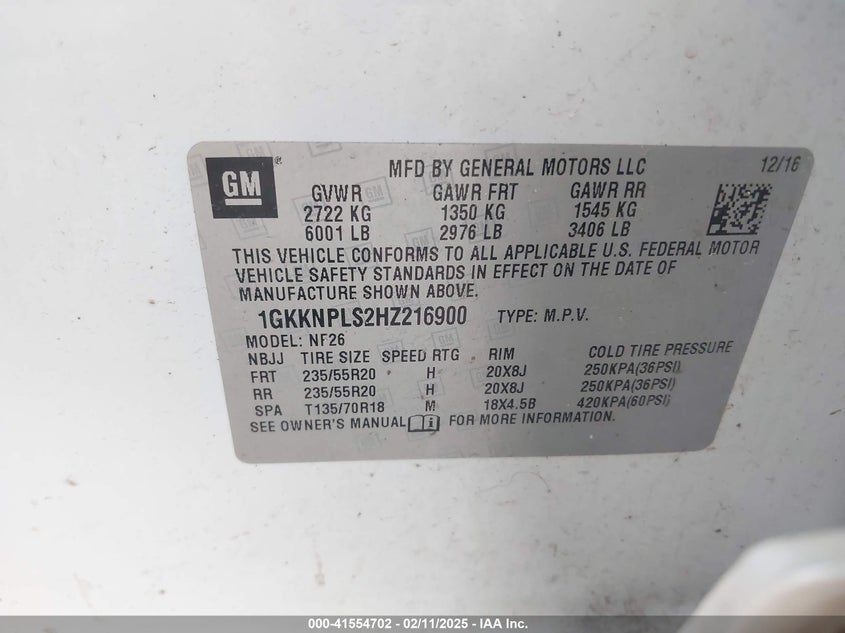 GM®
MFD BY GENERAL MOTORS LLC 12/16
GVWR GAWR FRT GAWR RR
2722 KG 1350 KG 1545 KG
6001 LB 2976 LB 3406 LB
THIS VEHICLE CONFORMS TO ALL APPLICABLE U.S. FEDERAL MOTOR
VEHICLE SAFETY STANDARDS IN EFFECT ON THE DATE OF
MANUFACTURE SHOWN ABOVE.
1GKKNPLS2HZ216900 TYPE: M.P.V.
MODEL: NF26
NBJJ TIRE SIZE SPEED RTG RIM COLD TIRE PRESSURE
FRT 235/55R20 H 20X8J 250KPA(36PSI)
RR 235/55R20 H 20X8J 250KPA(36PSI)
SPA T135/70R18 M 18X4.5B 420KPA(60PSI)
SEE OWNER'S MANUAL FOR MORE INFORMATION.
000-41554702 - 02/11/2025 - IAA Inc.